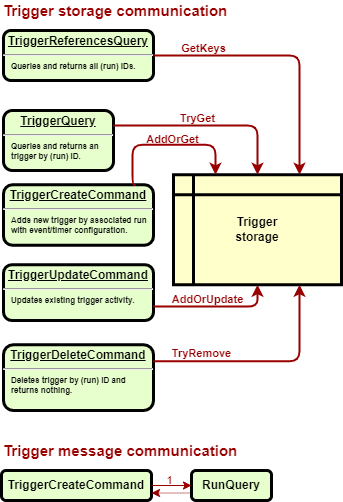 Trigger storage communication
TriggerReferencesQuery
Queries and returns all (run) IDs.
GetKeys
TriggerQuery
Queries and returns an
trigger by (run) ID.
TryGet
AddOrGet
TriggerCreateCommand
Adds new trigger by associated run
with event/timer configuration.
Trigger
storage
TriggerUpdateCommand
Updates existing trigger activity.
AddOrUpdate
TriggerDeleteCommand
Deletes trigger by (run) ID and
returns nothing.
TryRemove
Trigger message communication
TriggerCreateCommand
1
RunQuery